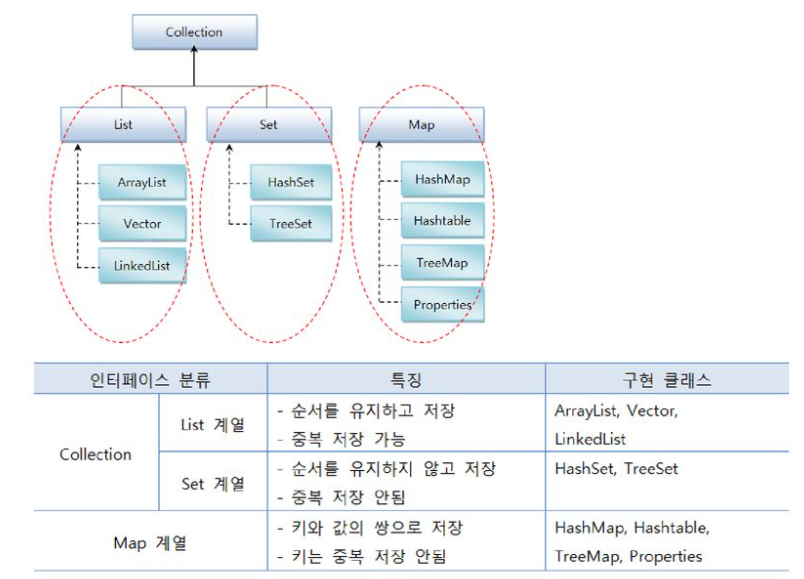 Collection
List
Set
Map
ArrayList
Vector
LinkedList
HashSet
TreeSet
HashMap
Hashtable
TreeMap
Properties
인터페이스 분류
특징
구현 클래스
Collection
List 계열
- 순서를 유지하고 저장
- 중복 저장 가능
ArrayList, Vector,
LinkedList
Set 계열
- 순서를 유지하지 않고 저장
- 중복 저장 안됨
HashSet, TreeSet
Map 계열
- 키와 값의 쌍으로 저장
- 키는 중복 저장 안됨
HashMap, Hashtable,
TreeMap, Properties